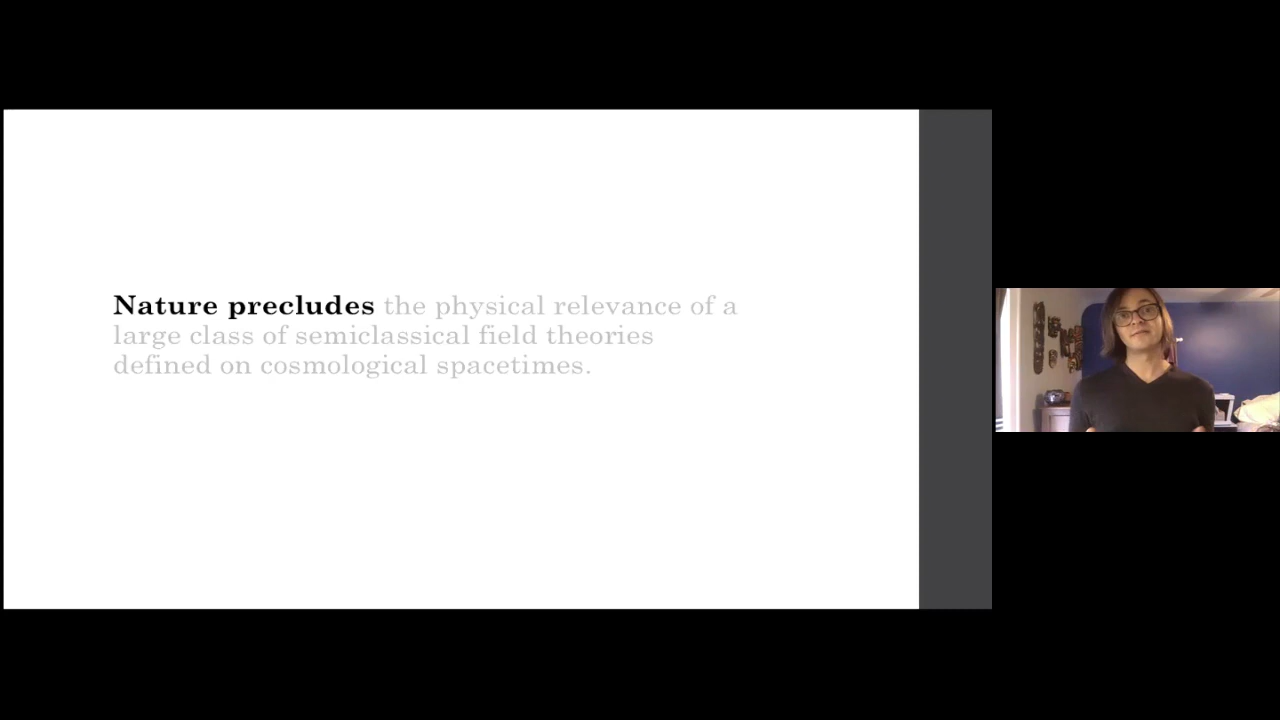 Nature precludes the physical relevance of a
large class of semiclassical field theories
defined on cosmological spacetimes.